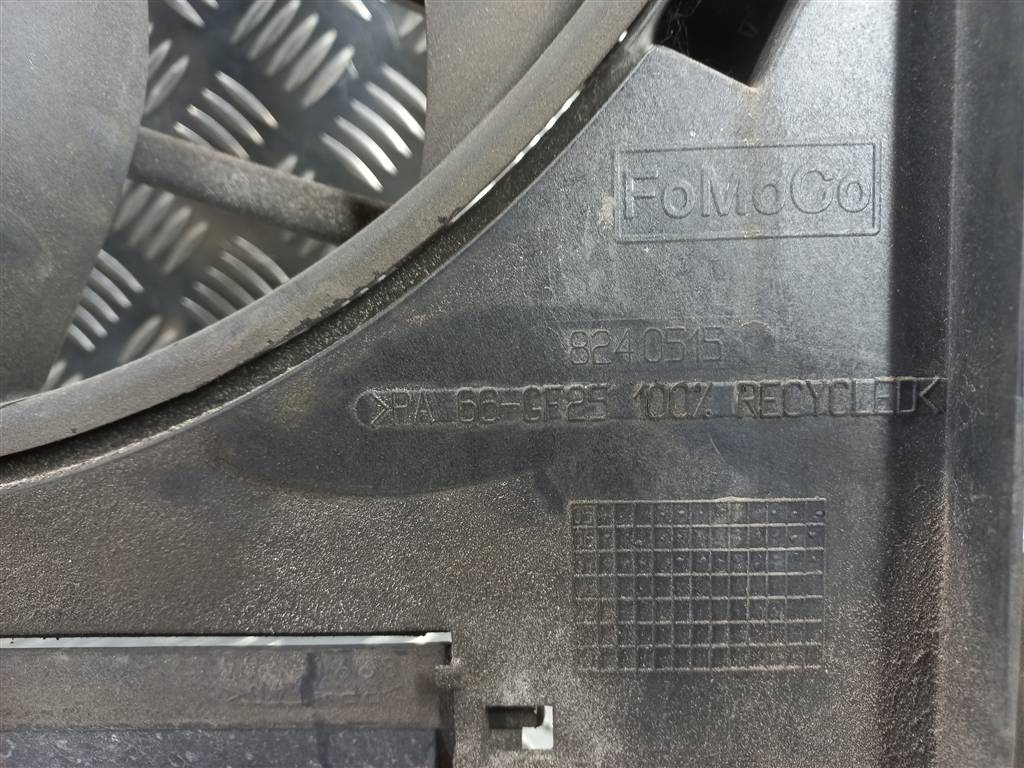 FoMoCo
8240515
>PA 66-GF25 100% RECYCLED<